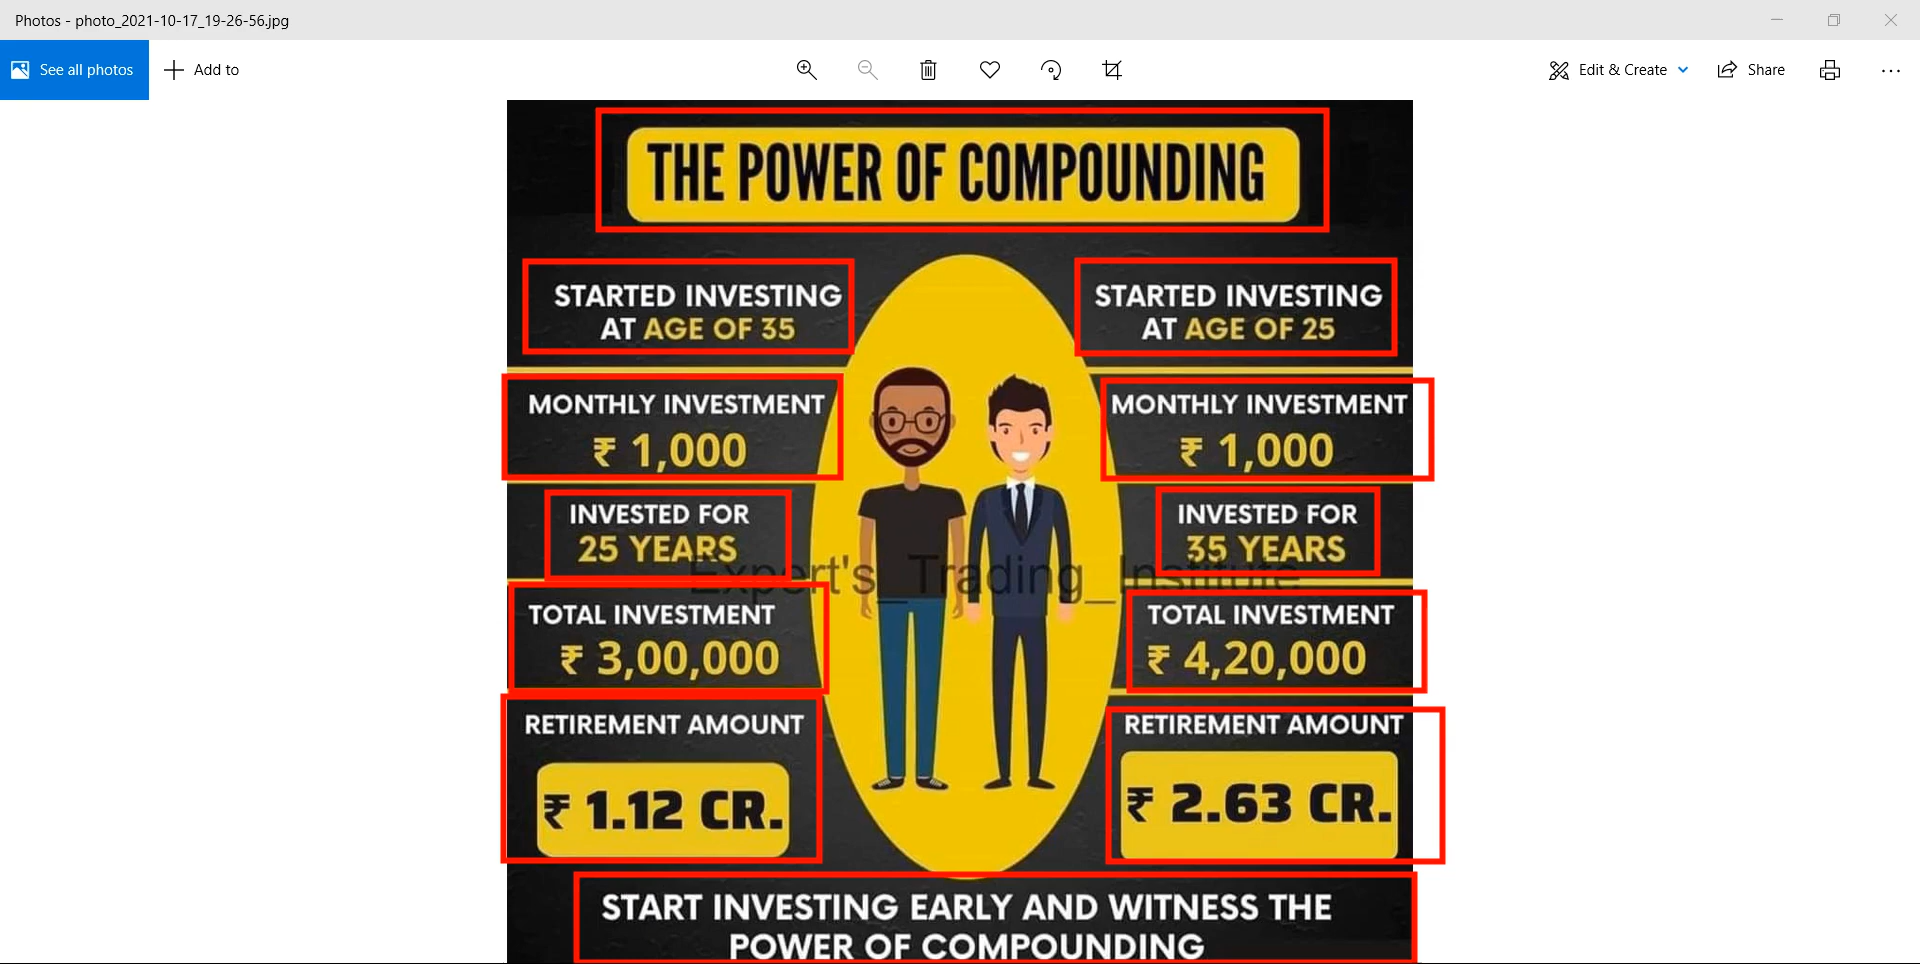 Photos - photo_2021-10-17_19-26-56.jpg
See all photos
Add to
Edit & Create
Share
THE POWER OF COMPOUNDING
STARTED INVESTING
AT AGE OF 35
MONTHLY INVESTMENT
₹ 1,000
INVESTED FOR
25 YEARS
TOTAL INVESTMENT
₹ 3,00,000
RETIREMENT AMOUNT
₹ 1.12 CR.
STARTED INVESTING
AT AGE OF 25
MONTHLY INVESTMENT
₹ 1,000
INVESTED FOR
35 YEARS
TOTAL INVESTMENT
₹ 4,20,000
RETIREMENT AMOUNT
₹ 2.63 CR.
Expert's_Trading_Institute
START INVESTING EARLY AND WITNESS THE
POWER OF COMPOUNDING